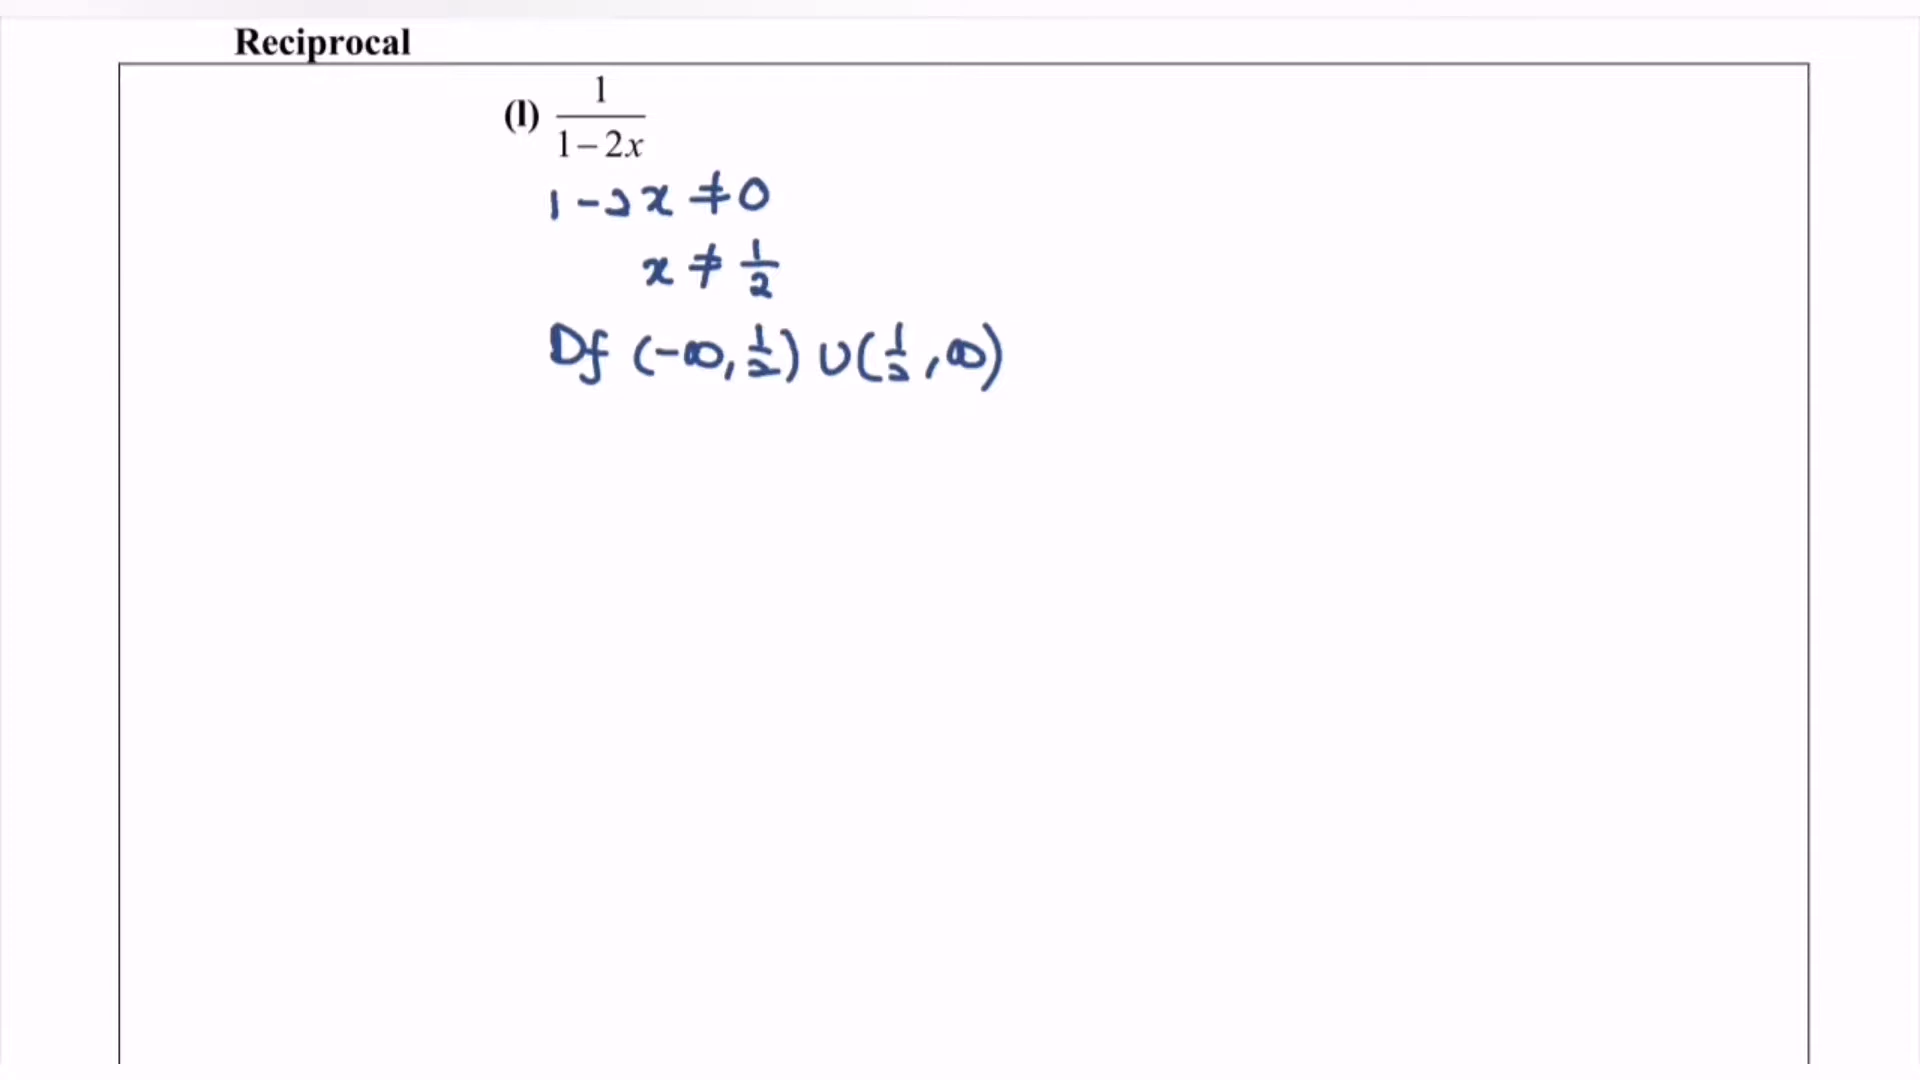 Reciprocal
(l) 1/(1-2x)
1-2x ≠ 0
x ≠ 1/2
Df (-∞, 1/2) ∪ (1/2, ∞)